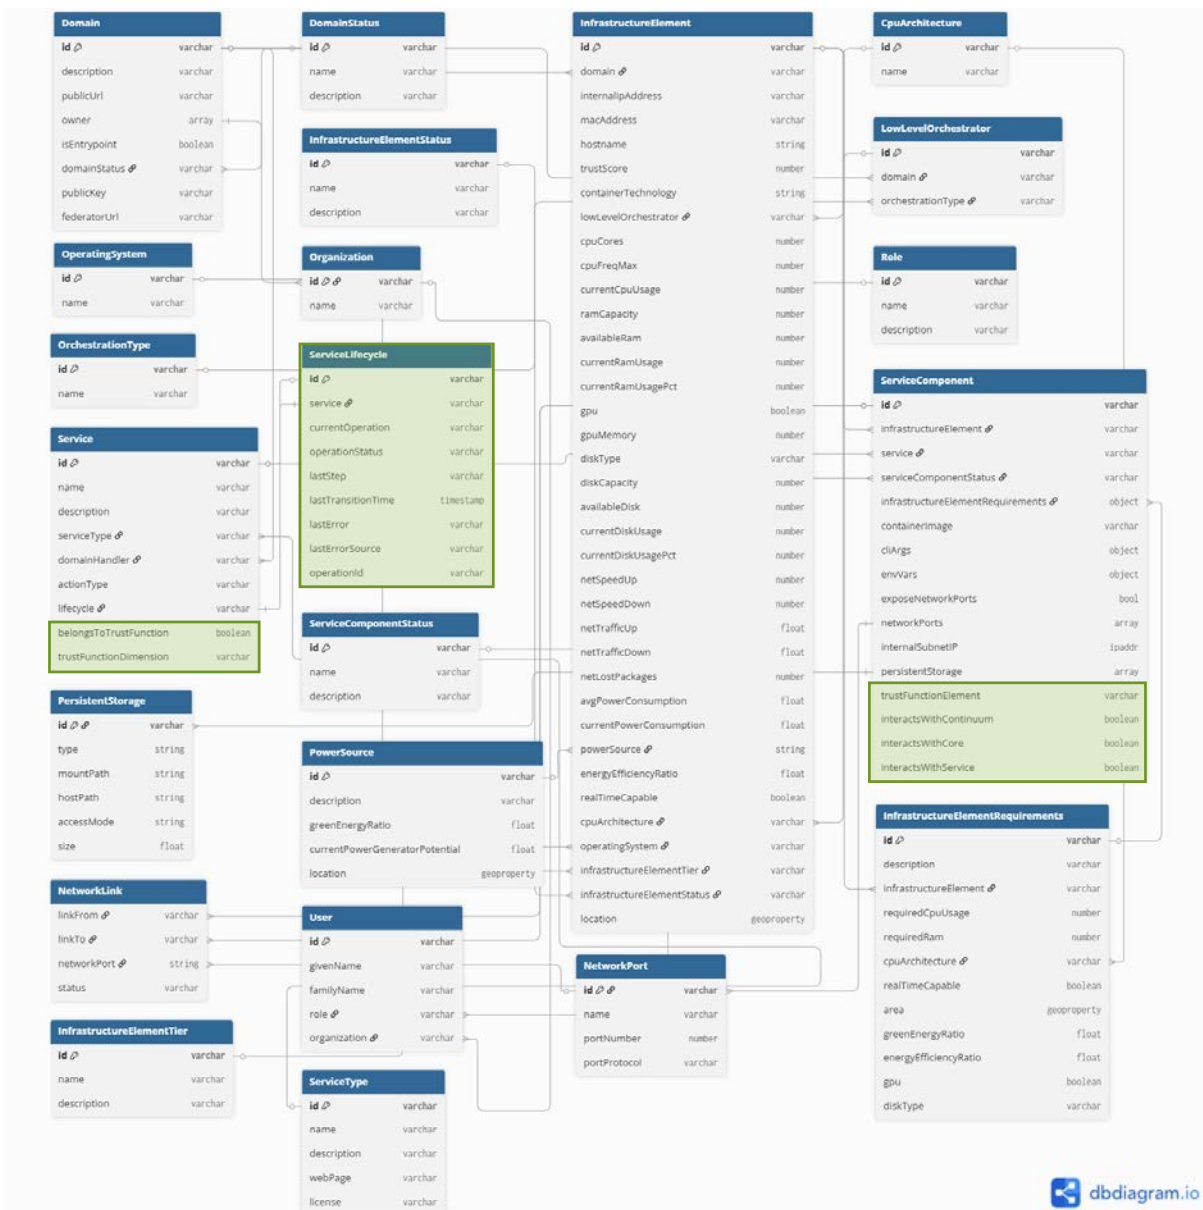 Domain
id varchar
description varchar
publicUrl varchar
owner array
isEntrypoint boolean
domainStatus varchar
publicKey varchar
federatorUrl varchar
OperatingSystem
id varchar
name varchar
OrchestrationType
id varchar
name varchar
Service
id varchar
name varchar
description varchar
serviceType varchar
domainHandler varchar
actionType varchar
lifecycle varchar
belongsToTrustFunction boolean
trustFunctionDimension varchar
PersistentStorage
id varchar
type string
mountPath string
hostPath string
accessMode string
size float
NetworkLink
linkFrom varchar
linkTo varchar
networkPort string
status varchar
InfrastructureElementTier
id varchar
name varchar
description varchar
DomainStatus
id varchar
name varchar
description varchar
InfrastructureElementStatus
id varchar
name varchar
description varchar
Organization
id varchar
name varchar
ServiceLifecycle
id varchar
service varchar
currentOperation varchar
operationStatus varchar
lastStep varchar
lastTransitionTime timestamp
lastError varchar
lastErrorSource varchar
operationId varchar
ServiceComponentStatus
id varchar
name varchar
description varchar
PowerSource
id varchar
description varchar
greenEnergyRatio float
currentPowerGeneratorPotential float
location geoproperty
User
id varchar
givenName varchar
familyName varchar
role varchar
organization varchar
ServiceType
id varchar
name varchar
description varchar
webPage varchar
license varchar
InfrastructureElement
id varchar
domain varchar
internalIpAddress varchar
macAddress varchar
hostname string
trustScore number
containerTechnology string
lowLevelOrchestrator varchar
cpuCores number
cpuFreqMax number
currentCpuUsage number
ramCapacity number
availableRam number
currentRamUsage number
currentRamUsagePct number
gpu boolean
gpuMemory number
diskType varchar
diskCapacity number
availableDisk number
currentDiskUsage number
currentDiskUsagePct number
netSpeedUp number
netSpeedDown number
netTrafficUp float
netTrafficDown float
netLostPackages number
avgPowerConsumption float
currentPowerConsumption float
powerSource string
energyEfficiencyRatio float
realTimeCapable boolean
cpuArchitecture varchar
operatingSystem varchar
infrastructureElementTier varchar
infrastructureElementStatus varchar
location geoproperty
NetworkPort
id varchar
name varchar
portNumber number
portProtocol varchar
CpuArchitecture
id varchar
name varchar
LowLevelOrchestrator
id varchar
domain varchar
orchestrationType varchar
Role
id varchar
name varchar
description varchar
ServiceComponent
id varchar
infrastructureElement varchar
service varchar
serviceComponentStatus varchar
infrastructureElementRequirements object
containerImage varchar
cliArgs object
envVars object
exposeNetworkPorts bool
networkPorts array
internalSubnetIP ipaddr
persistentStorage array
trustFunctionElement varchar
interactsWithContinuum boolean
interactsWithCore boolean
interactsWithService boolean
InfrastructureElementRequirements
id varchar
description varchar
infrastructureElement varchar
requiredCpuUsage number
requiredRam number
cpuArchitecture varchar
realTimeCapable boolean
area geoproperty
greenEnergyRatio float
energyEfficiencyRatio float
gpu boolean
diskType varchar
dbdiagram.io